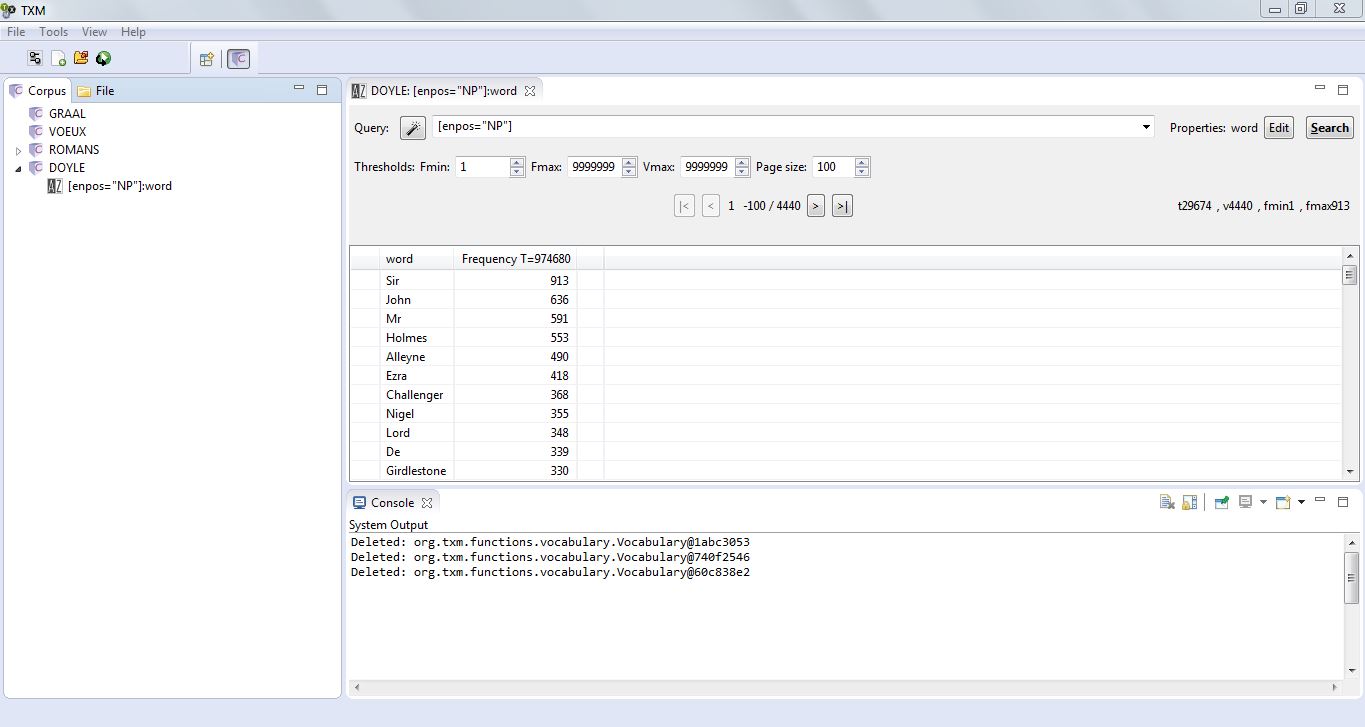 TXM
File Tools View Help
Corpus File
GRAAL
VOEUX
ROMANS
DOYLE
AZ [enpos="NP"]:word
AZ DOYLE: [enpos="NP"]:word
Query: [enpos="NP"] Properties: word Edit Search
Thresholds: Fmin: 1 Fmax: 9999999 Vmax: 9999999 Page size: 100
|< < 1 -100 / 4440 > >| t29674 , v4440 , fmin1 , fmax913
word Frequency T=974680
Sir 913
John 636
Mr 591
Holmes 553
Alleyne 490
Ezra 418
Challenger 368
Nigel 355
Lord 348
De 339
Girdlestone 330
Console
System Output
Deleted: org.txm.functions.vocabulary.Vocabulary@1abc3053
Deleted: org.txm.functions.vocabulary.Vocabulary@740f2546
Deleted: org.txm.functions.vocabulary.Vocabulary@60c838e2